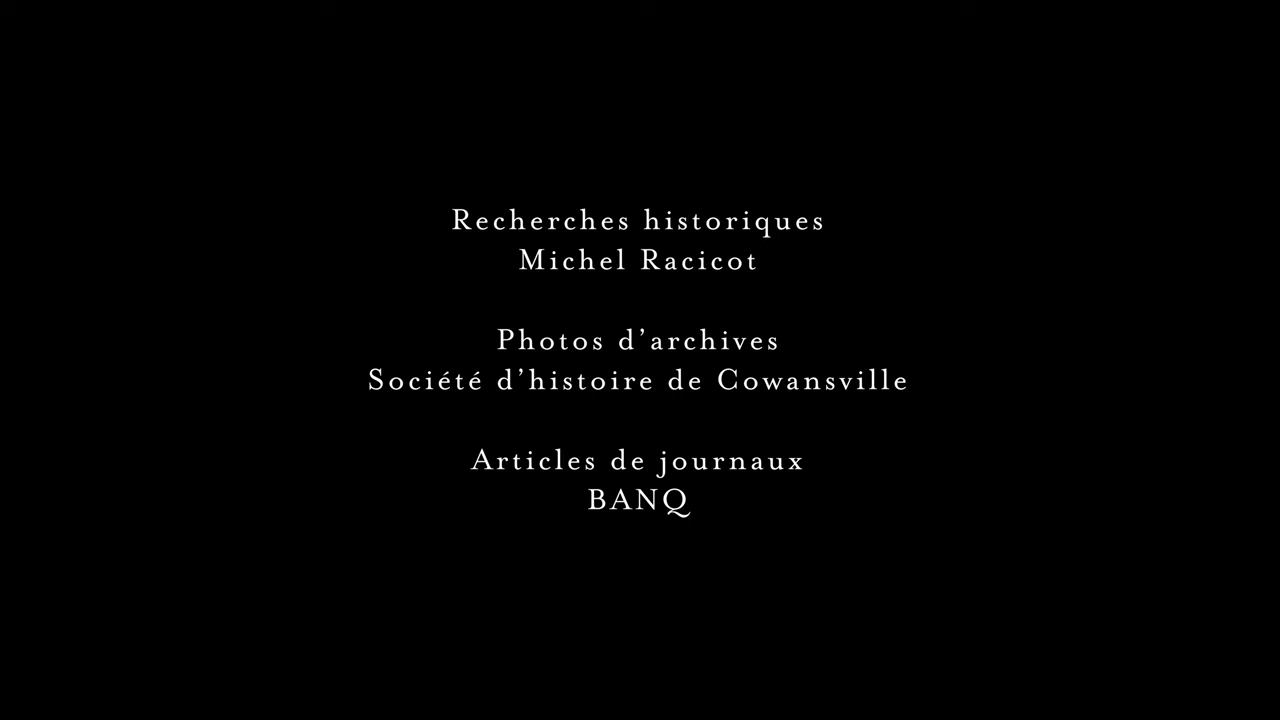 Recherches historiques
Michel Racicot
Photos d’archives
Société d’histoire de Cowansville
Articles de journaux
BANQ